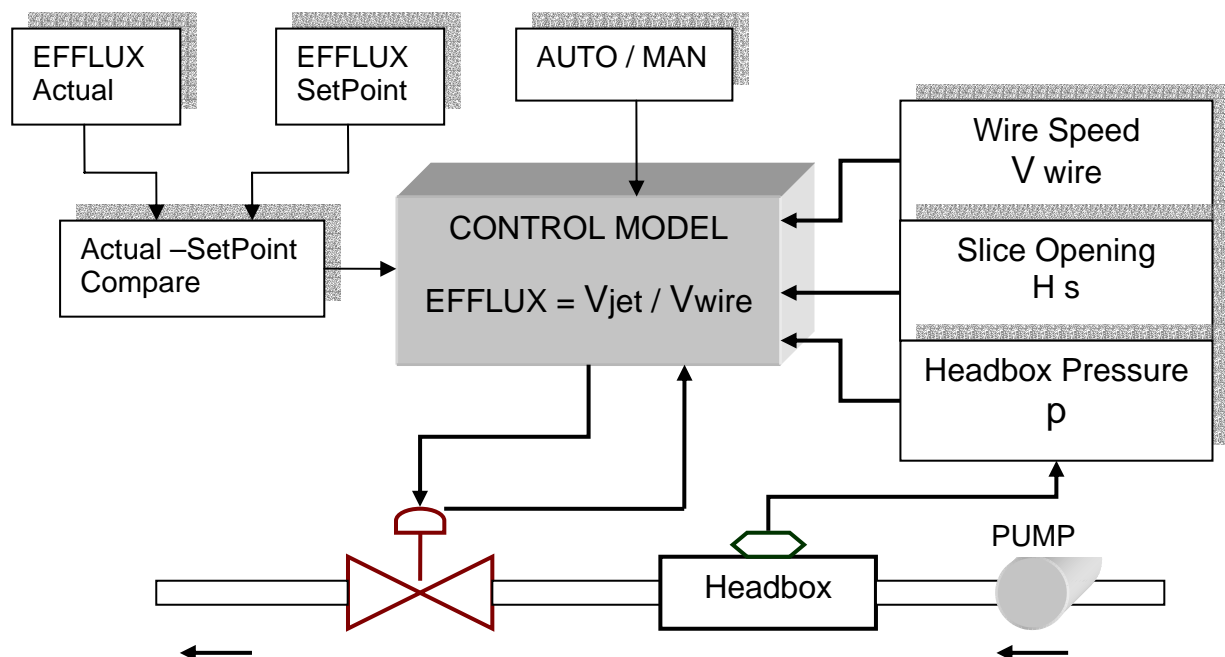 EFFLUX
Actual
EFFLUX
SetPoint
AUTO / MAN
Wire Speed
V wire
Actual –SetPoint
Compare
CONTROL MODEL
EFFLUX = Vjet / Vwire
Slice Opening
H s
Headbox Pressure
p
PUMP
Headbox